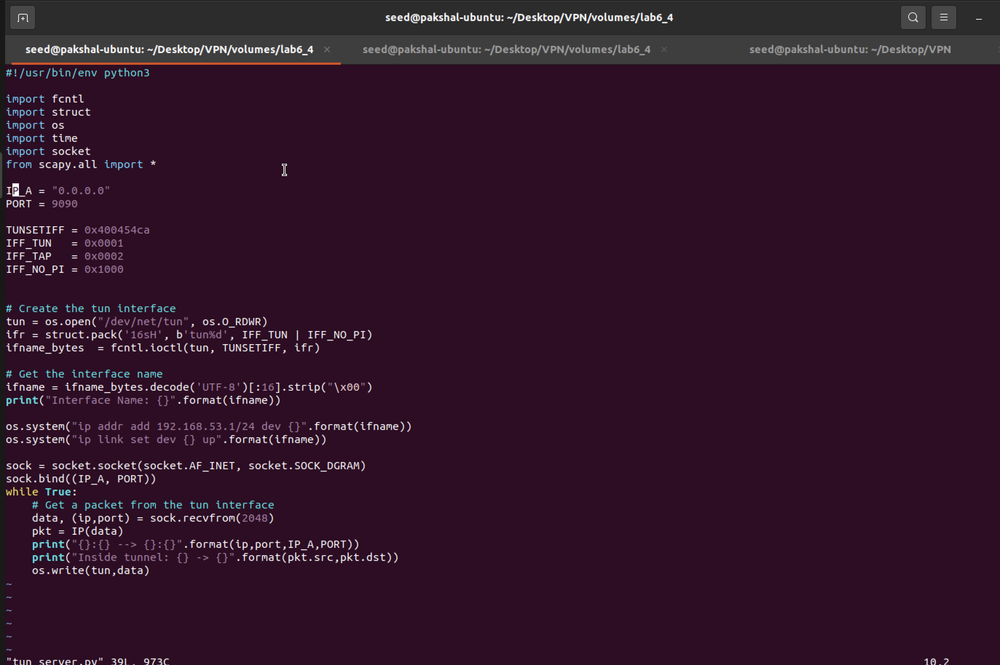 seed@pakshal-ubuntu: ~/Desktop/VPN/volumes/lab6_4
seed@pakshal-ubuntu: ~/Desktop/VPN/volumes/lab6_4 × seed@pakshal-ubuntu: ~/Desktop/VPN/volumes/lab6_4 × seed@pakshal-ubuntu: ~/Desktop/VPN
#!/usr/bin/env python3

import fcntl
import struct
import os
import time
import socket
from scapy.all import *

IP_A = "0.0.0.0"
PORT = 9090

TUNSETIFF = 0x400454ca
IFF_TUN   = 0x0001
IFF_TAP   = 0x0002
IFF_NO_PI = 0x1000


# Create the tun interface
tun = os.open("/dev/net/tun", os.O_RDWR)
ifr = struct.pack('16sH', b'tun%d', IFF_TUN | IFF_NO_PI)
ifname_bytes  = fcntl.ioctl(tun, TUNSETIFF, ifr)

# Get the interface name
ifname = ifname_bytes.decode('UTF-8')[:16].strip("\x00")
print("Interface Name: {}".format(ifname))

os.system("ip addr add 192.168.53.1/24 dev {}".format(ifname))
os.system("ip link set dev {} up".format(ifname))

sock = socket.socket(socket.AF_INET, socket.SOCK_DGRAM)
sock.bind((IP_A, PORT))
while True:
    # Get a packet from the tun interface
    data, (ip,port) = sock.recvfrom(2048)
    pkt = IP(data)
    print("{}:{} --> {}:{}".format(ip,port,IP_A,PORT))
    print("Inside tunnel: {} -> {}".format(pkt.src,pkt.dst))
    os.write(tun,data)
~
~
~
~
~
~
"tun_server.py" 39L, 973C 10,2